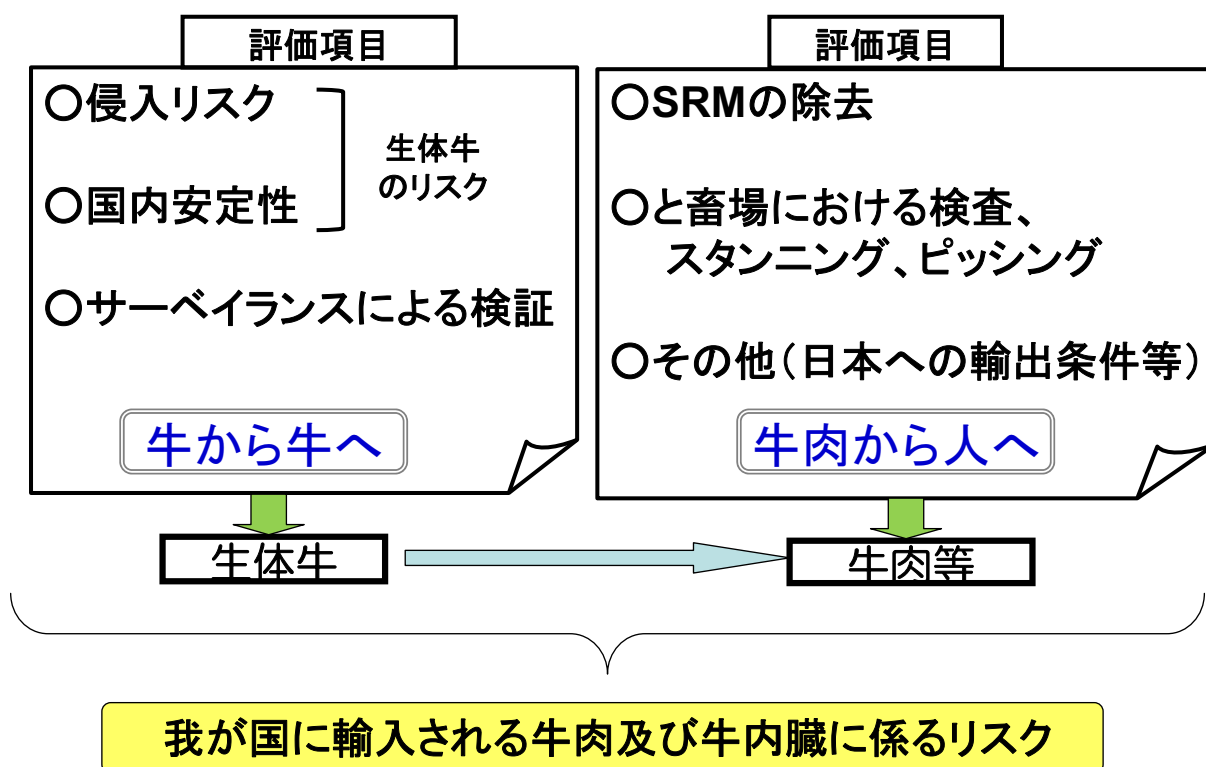 評価項目
○侵入リスク
○国内安定性
生体牛
のリスク
○サーベイランスによる検証
牛から牛へ
生体牛
評価項目
○SRMの除去
○と畜場における検査、
スタンニング、ピッシング
○その他(日本への輸出条件等)
牛肉から人へ
牛肉等
我が国に輸入される牛肉及び牛内臓に係るリスク